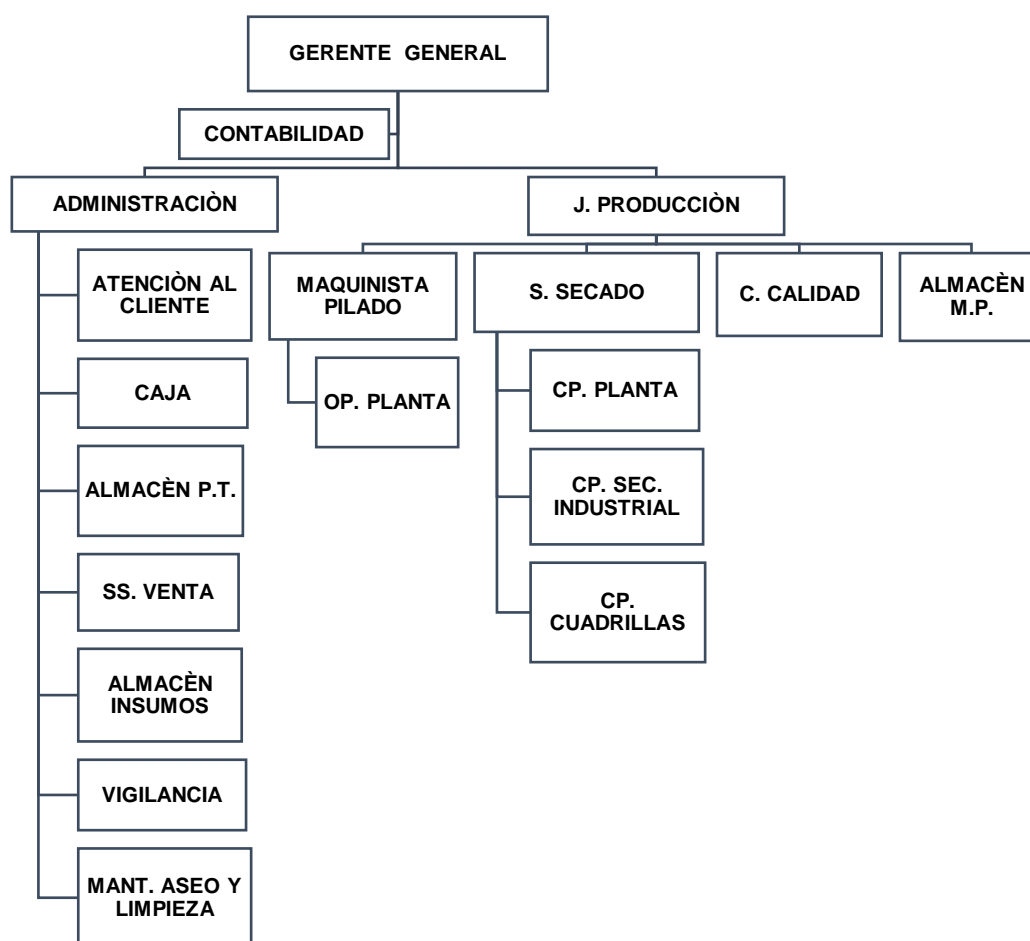 GERENTE GENERAL
CONTABILIDAD
ADMINISTRACIÒN
J. PRODUCCIÒN
ATENCIÒN AL
CLIENTE
MAQUINISTA
PILADO
S. SECADO
C. CALIDAD
ALMACÈN
M.P.
CAJA
OP. PLANTA
CP. PLANTA
ALMACÈN P.T.
CP. SEC.
INDUSTRIAL
SS. VENTA
CP.
CUADRILLAS
ALMACÈN
INSUMOS
VIGILANCIA
MANT. ASEO Y
LIMPIEZA